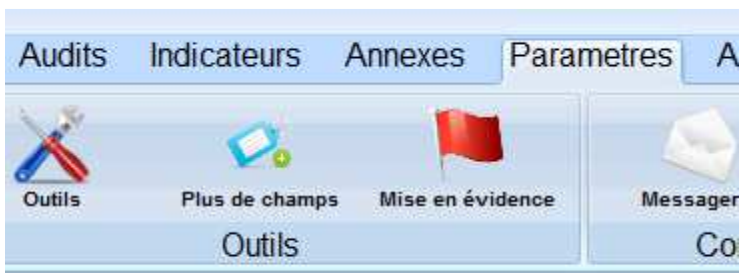 Audits Indicateurs Annexes Parametres
Outils Plus de champs Mise en évidence
Outils